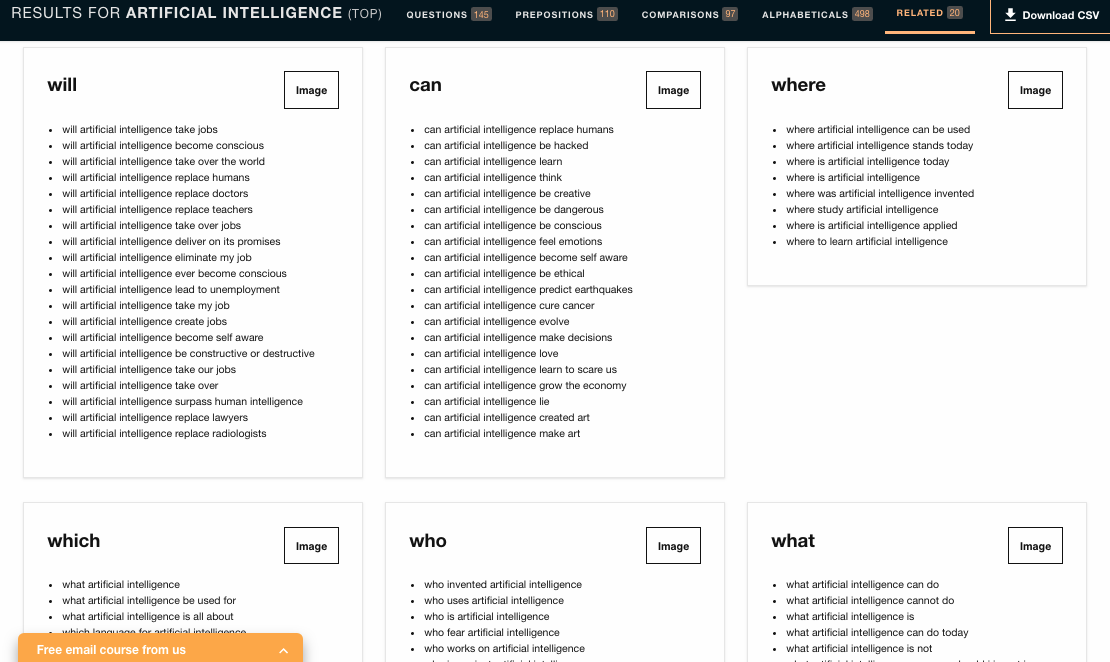 RESULTS FOR ARTIFICIAL INTELLIGENCE (TOP)
QUESTIONS 145
PREPOSITIONS 110
COMPARISONS 97
ALPHABETICALS 498
RELATED 20
Download CSV
will
Image
will artificial intelligence take jobs
will artificial intelligence become conscious
will artificial intelligence take over the world
will artificial intelligence replace humans
will artificial intelligence replace doctors
will artificial intelligence replace teachers
will artificial intelligence take over jobs
will artificial intelligence deliver on its promises
will artificial intelligence eliminate my job
will artificial intelligence ever become conscious
will artificial intelligence lead to unemployment
will artificial intelligence take my job
will artificial intelligence create jobs
will artificial intelligence become self aware
will artificial intelligence be constructive or destructive
will artificial intelligence take our jobs
will artificial intelligence take over
will artificial intelligence surpass human intelligence
will artificial intelligence replace lawyers
will artificial intelligence replace radiologists
can
Image
can artificial intelligence replace humans
can artificial intelligence be hacked
can artificial intelligence learn
can artificial intelligence think
can artificial intelligence be creative
can artificial intelligence be dangerous
can artificial intelligence be conscious
can artificial intelligence feel emotions
can artificial intelligence become self aware
can artificial intelligence be ethical
can artificial intelligence predict earthquakes
can artificial intelligence cure cancer
can artificial intelligence evolve
can artificial intelligence make decisions
can artificial intelligence love
can artificial intelligence learn to scare us
can artificial intelligence grow the economy
can artificial intelligence lie
can artificial intelligence created art
can artificial intelligence make art
where
Image
where artificial intelligence can be used
where artificial intelligence stands today
where is artificial intelligence today
where is artificial intelligence
where was artificial intelligence invented
where study artificial intelligence
where is artificial intelligence applied
where to learn artificial intelligence
which
Image
what artificial intelligence
what artificial intelligence be used for
what artificial intelligence is all about
which language for artificial intelligence
who
Image
who invented artificial intelligence
who uses artificial intelligence
who is artificial intelligence
who fear artificial intelligence
who works on artificial intelligence
what
Image
what artificial intelligence can do
what artificial intelligence cannot do
what artificial intelligence is
what artificial intelligence can do today
what artificial intelligence is not
Free email course from us